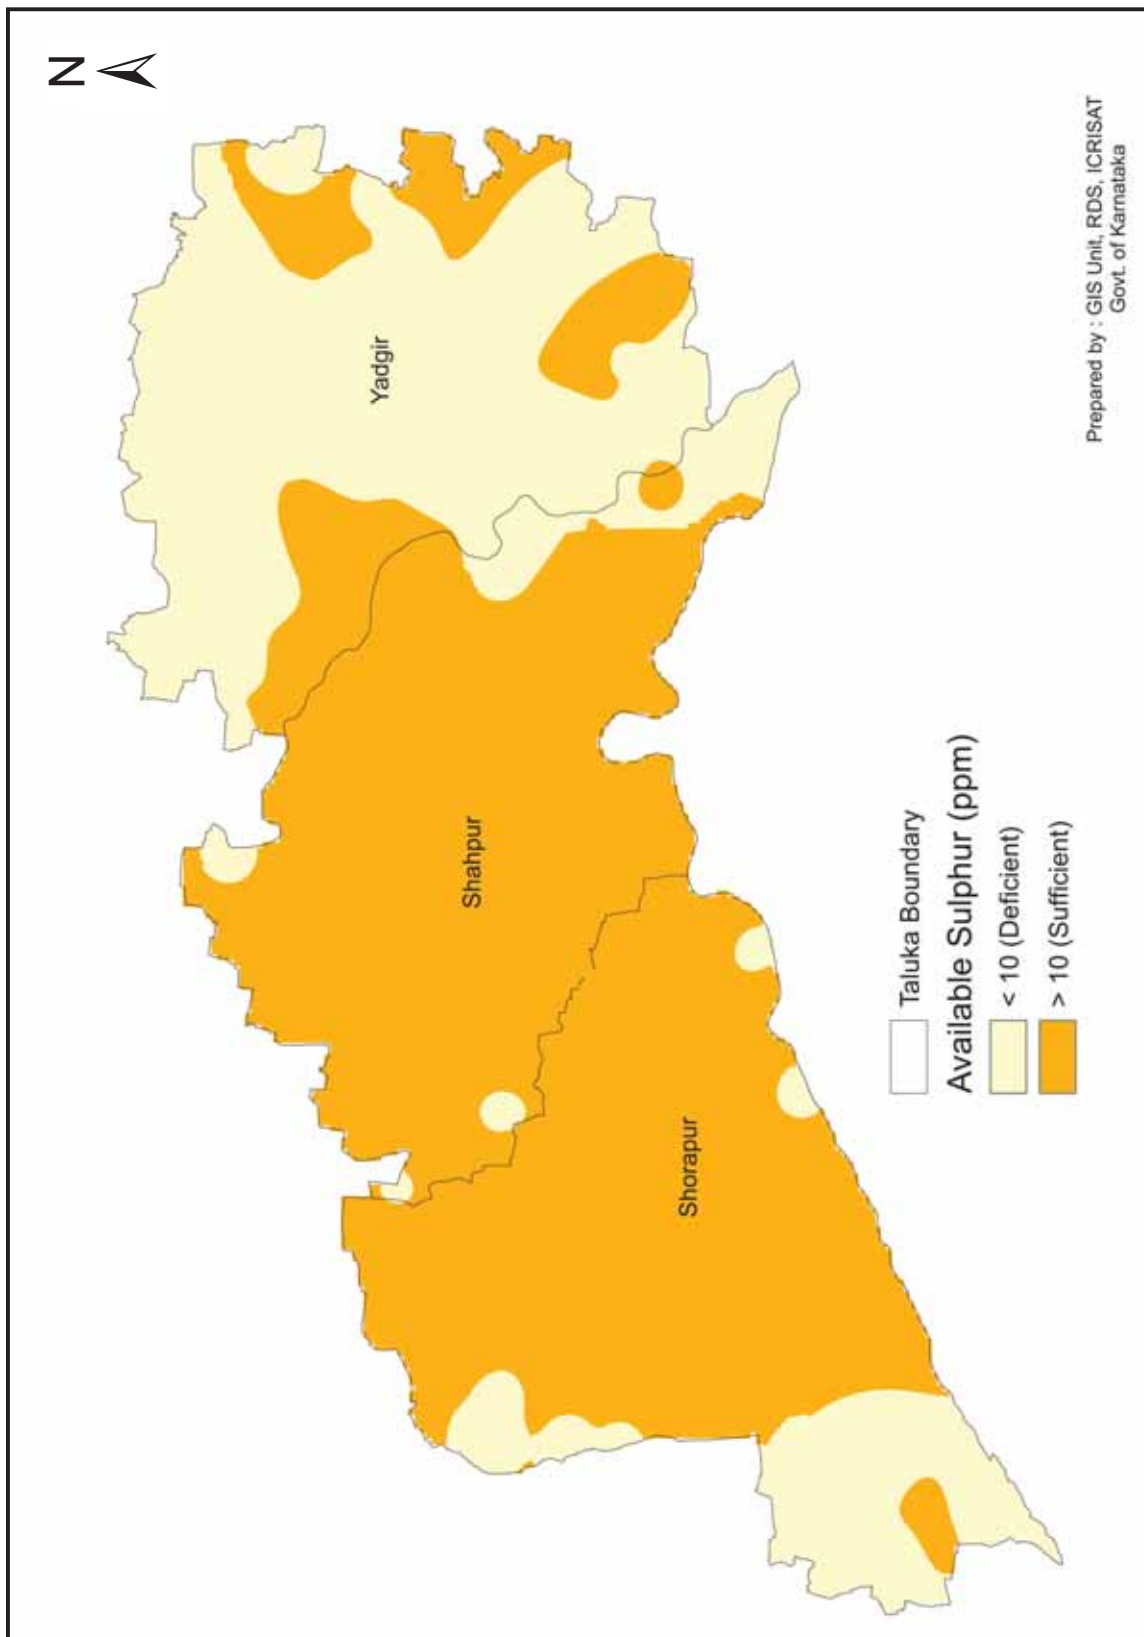 N
Yadgir
Shahpur
Shorapur
Taluka Boundary
Available Sulphur (ppm)
< 10 (Deficient)
> 10 (Sufficient)
Prepared by : GIS Unit, RDS, ICRISAT
Govt. of Karnataka